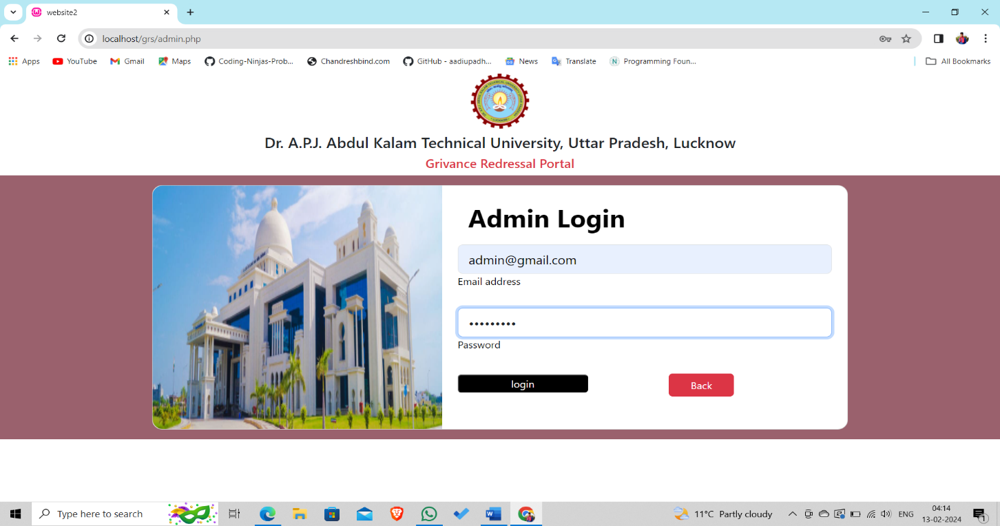 website2
localhost/grs/admin.php
Apps YouTube Gmail Maps Coding-Ninjas-Prob... Chandreshbind.com GitHub - aadiupadh... News Translate Programming Foun... All Bookmarks
Dr. A.P.J. Abdul Kalam Technical University, Uttar Pradesh, Lucknow
Grivance Redressal Portal
Admin Login
admin@gmail.com
Email address
•••••••••
Password
login Back
Type here to search
11°C Partly cloudy
ENG
04:14
13-02-2024
1